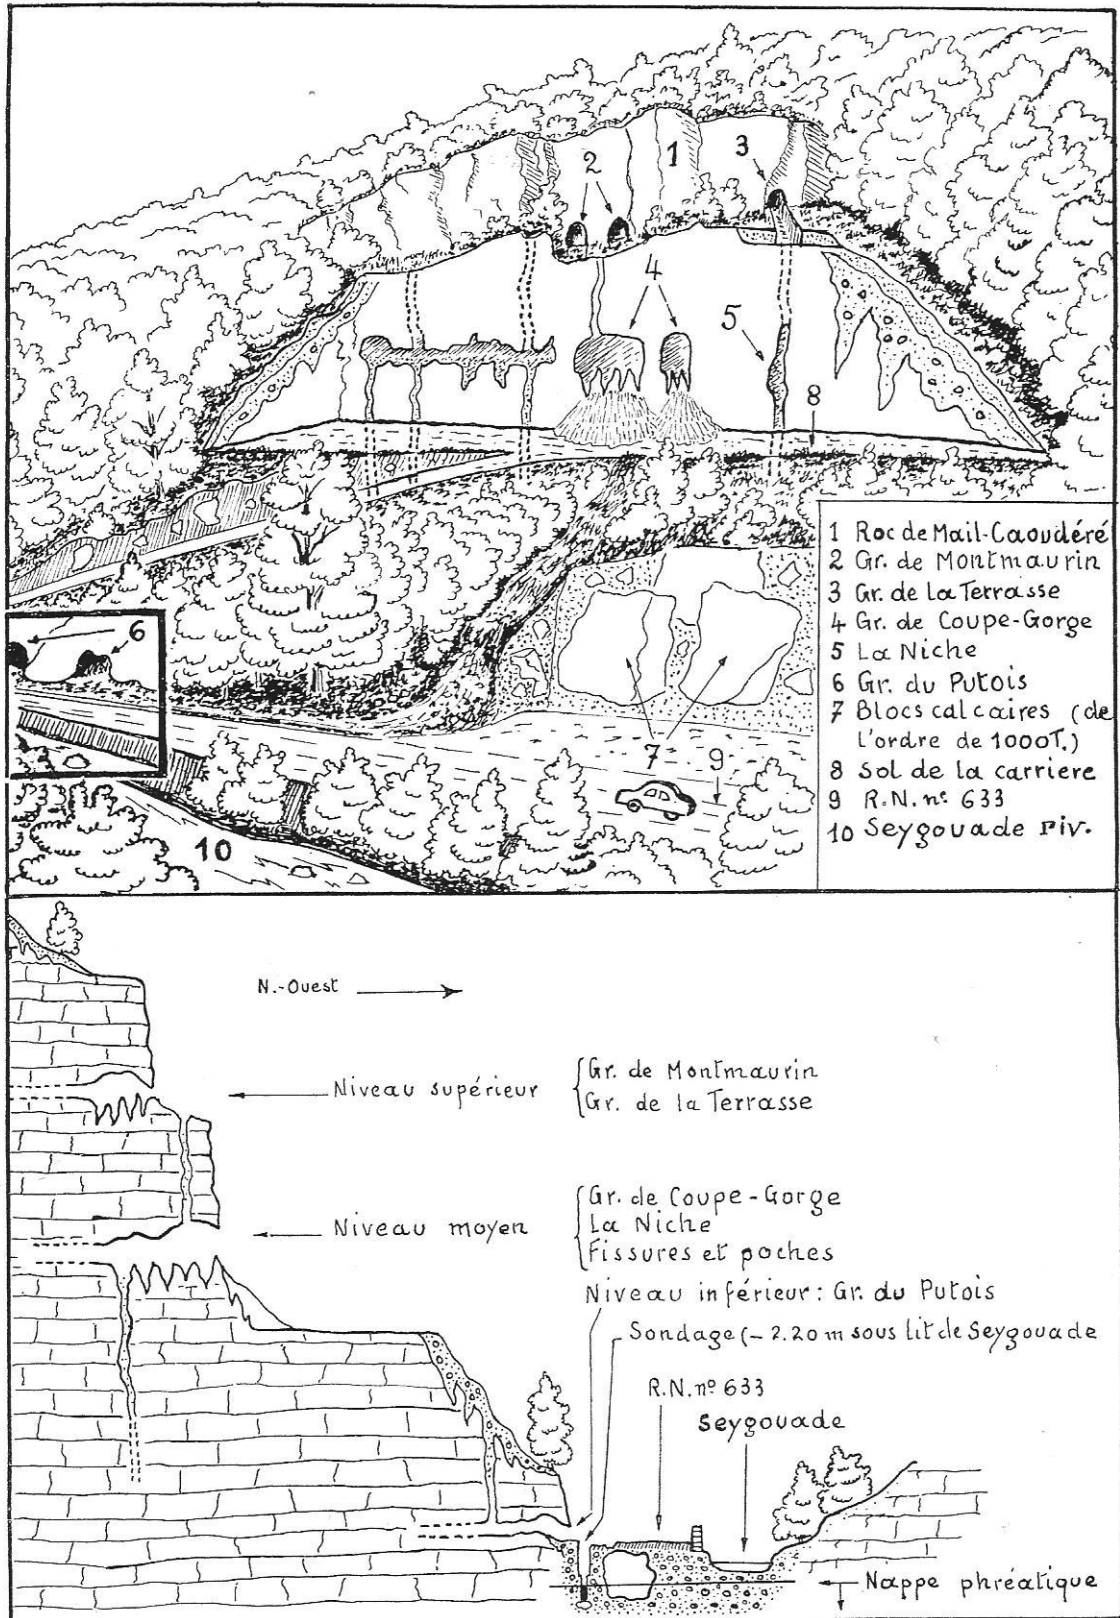 2
1
3
4
5
8
6
7
9
10
1 Roc de Mail-Caoudéré
2 Gr. de Montmaurin
3 Gr. de la Terrasse
4 Gr. de Coupe-Gorge
5 La Niche
6 Gr. du Putois
7 Blocs calcaires (de
l'ordre de 1000T.)
8 Sol de la carriere
9 R.N. nº 633
10 Seygouade riv.
N.-Ouest
Niveau supérieur
Gr. de Montmaurin
Gr. de la Terrasse
Niveau moyen
Gr. de Coupe-Gorge
La Niche
Fissures et poches
Niveau inférieur : Gr. du Putois
Sondage (- 2.20 m sous lit de Seygouade
R.N. nº 633
Seygouade
Nappe phréatique